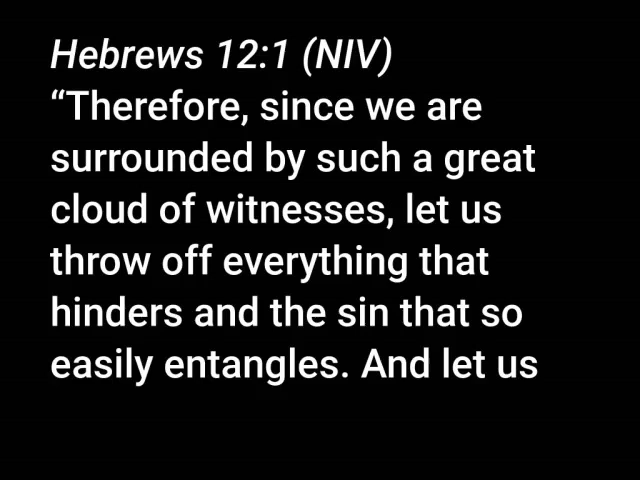 Hebrews 12:1 (NIV)
“Therefore, since we are
surrounded by such a great
cloud of witnesses, let us
throw off everything that
hinders and the sin that so
easily entangles. And let us